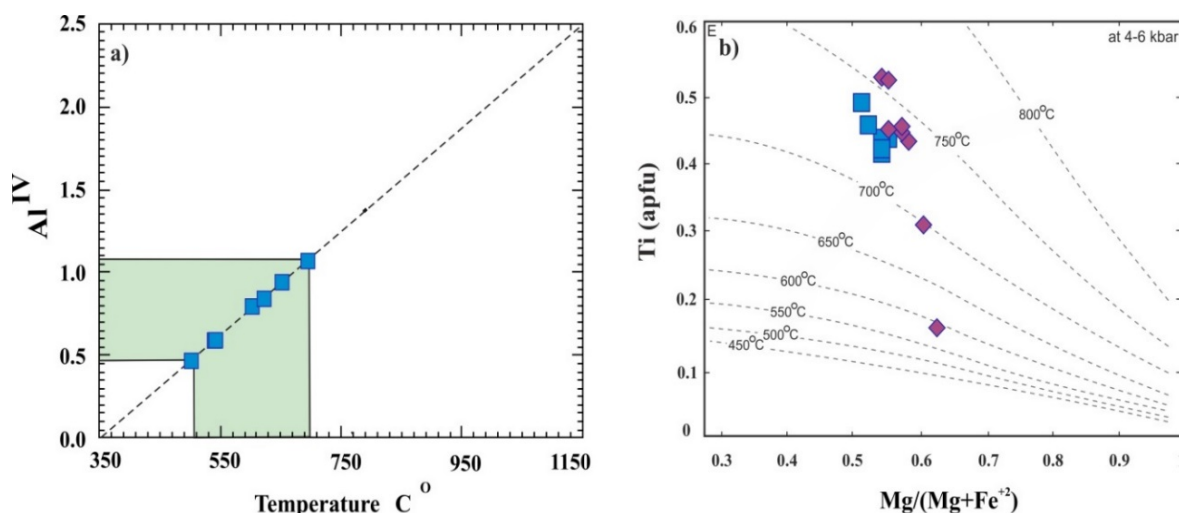 a)
2.5
2.0
1.5
1.0
0.5
0.0
Al^IV
350 550 750 950 1150
Temperature C^O
E
b)
at 4-6 kbar
0.6
0.5
0.4
0.3
0.2
0.1
0
Ti (apfu)
800°C
750°C
700°C
650°C
600°C
550°C
500°C
450°C
0.3 0.4 0.5 0.6 0.7 0.8 0.9
Mg/(Mg+Fe^+2)